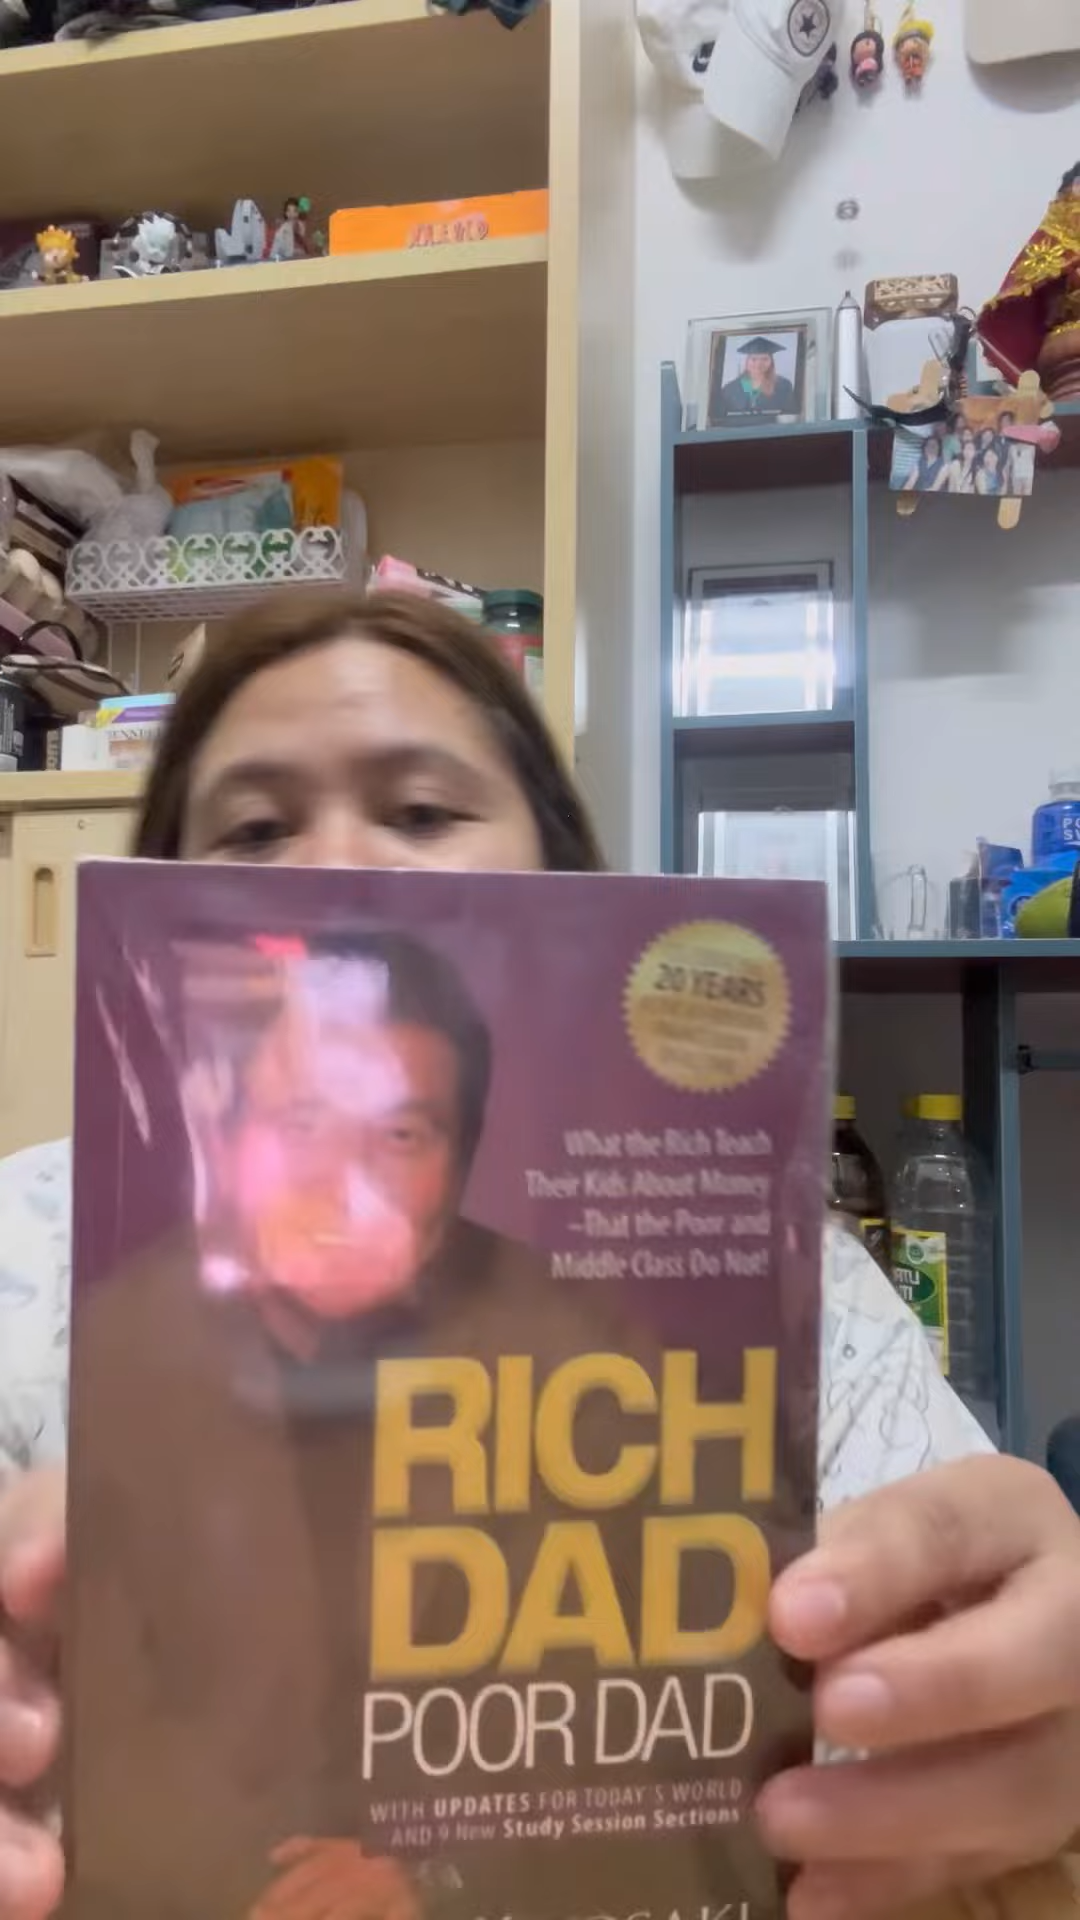 20 YEARS
What the Rich Teach
Their Kids About Money
–That the Poor and
Middle Class Do Not!
RICH
DAD
POOR DAD
WITH UPDATES FOR TODAY'S WORLD
AND 9 New Study Session Sections